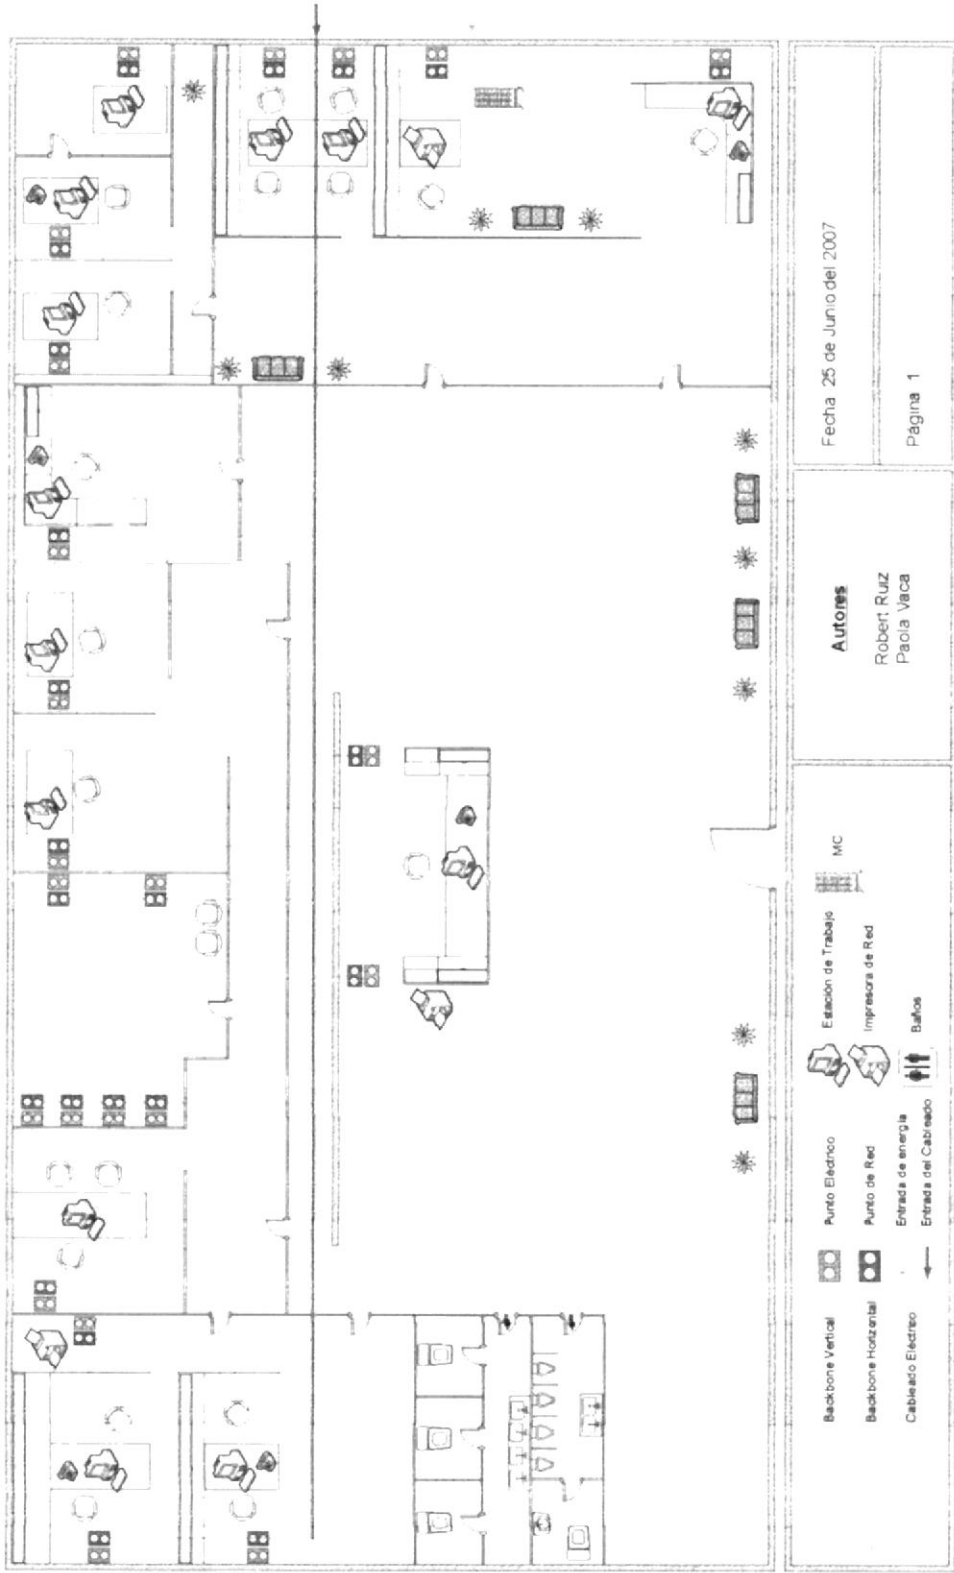 Backbone Vertical
Backbone Horizontal
Cableado Eléctrico
Punto Eléctrico
Punto de Red
Entrada de energía
Entrada del Cableado
Estación de Trabajo
Impresora de Red
Baños
MC
Autores
Robert Ruiz
Paola Vaca
Fecha 25 de Junio del 2007
Página 1